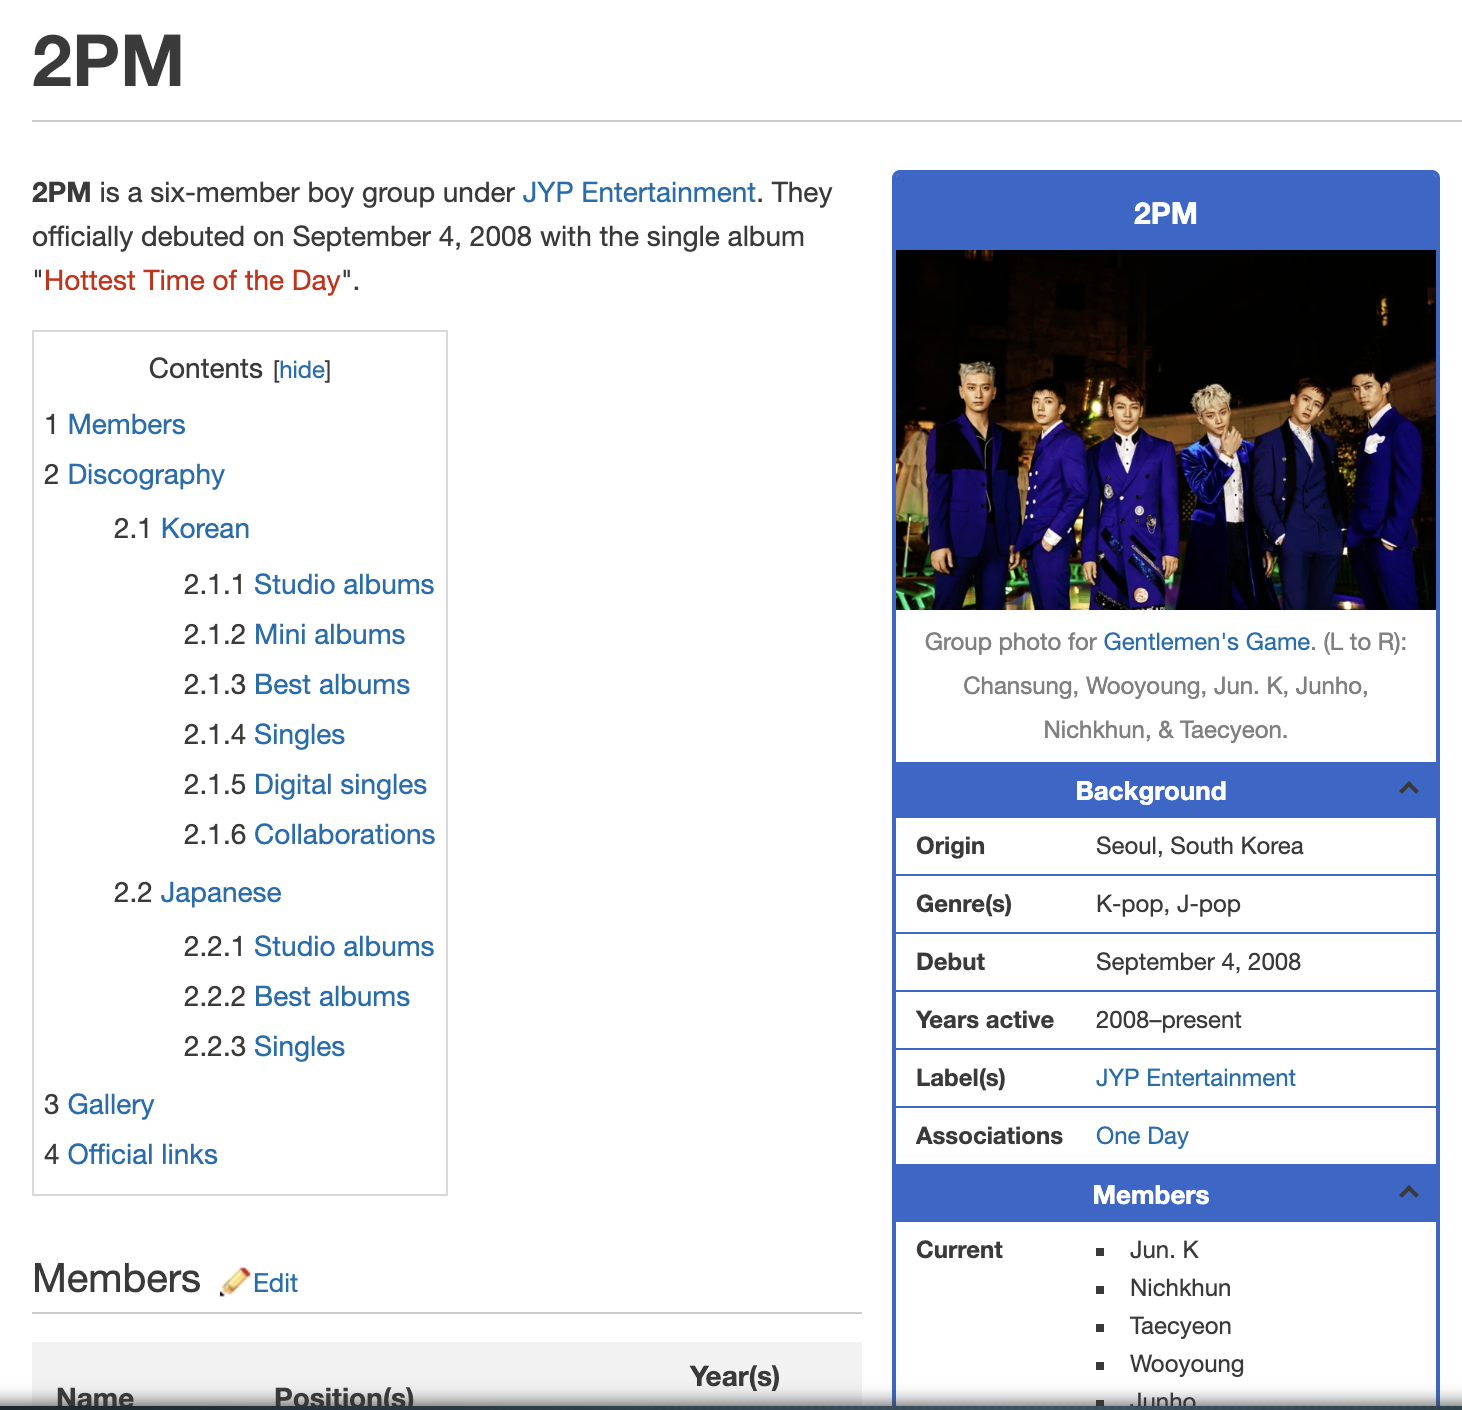 2PM
2PM is a six-member boy group under JYP Entertainment. They
officially debuted on September 4, 2008 with the single album
"Hottest Time of the Day".
Contents [hide]
1 Members
2 Discography
2.1 Korean
2.1.1 Studio albums
2.1.2 Mini albums
2.1.3 Best albums
2.1.4 Singles
2.1.5 Digital singles
2.1.6 Collaborations
2.2 Japanese
2.2.1 Studio albums
2.2.2 Best albums
2.2.3 Singles
3 Gallery
4 Official links
Members Edit
Name Position(s) Year(s)
2PM
Group photo for Gentlemen's Game. (L to R):
Chansung, Wooyoung, Jun. K, Junho,
Nichkhun, & Taecyeon.
Background
Origin Seoul, South Korea
Genre(s) K-pop, J-pop
Debut September 4, 2008
Years active 2008–present
Label(s) JYP Entertainment
Associations One Day
Members
Current
▪ Jun. K
▪ Nichkhun
▪ Taecyeon
▪ Wooyoung
▪ Junho